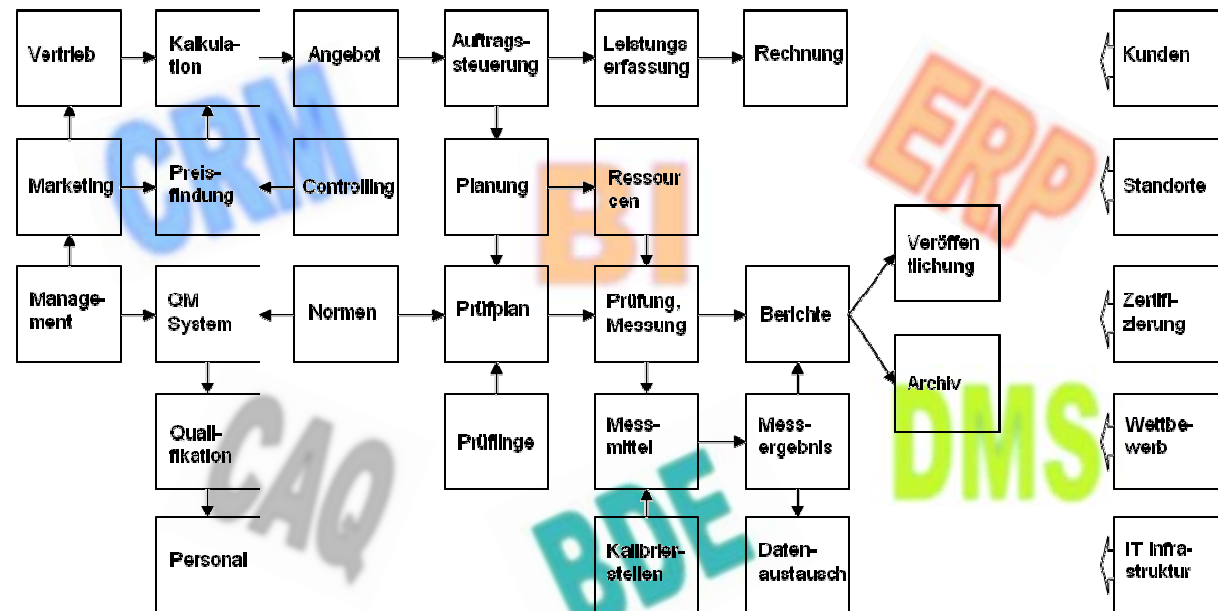 Vertrieb
Kalkula-
tion
Angebot
Auftrags-
steuerung
Leistungs
erfassung
Rechnung
Kunden
CRM
ERP
Marketing
Preis-
findung
Controlling
Planung
Ressour
cen
Standorte
BI
Veröffen
tlichung
Manage-
ment
QM
System
Normen
Prüfplan
Prüfung,
Messung
Berichte
Zertifi-
zierung
Archiv
Quali-
fikation
Prüflinge
Mess-
mittel
Mess-
ergebnis
DMS
Wettbe-
werb
CAQ
BDE
Personal
Kalibrier-
stellen
Daten-
austausch
IT Infra-
struktur